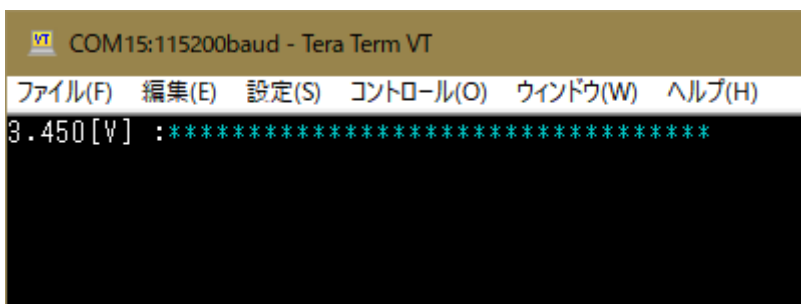 VT COM15:115200baud - Tera Term VT
ファイル(F) 編集(E) 設定(S) コントロール(O) ウィンドウ(W) ヘルプ(H)
3.450[V] :**********************************